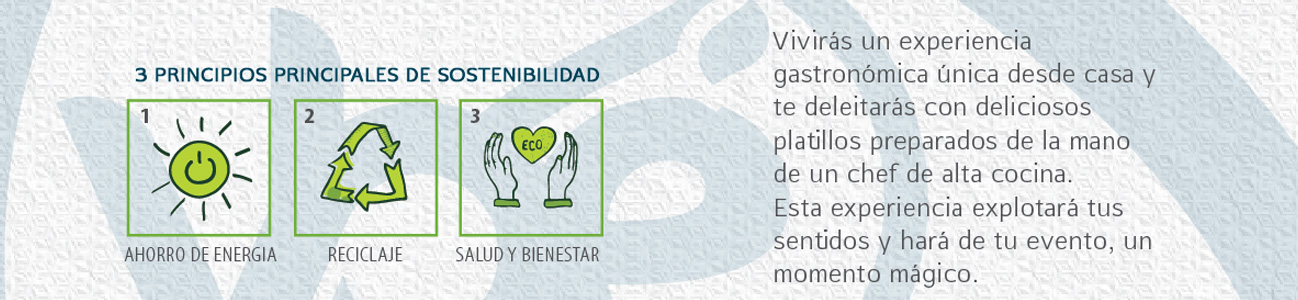 3 PRINCIPIOS PRINCIPALES DE SOSTENIBILIDAD
1
2
3
ECO
AHORRO DE ENERGIA
RECICLAJE
SALUD Y BIENESTAR
Vivirás un experiencia
gastronómica única desde casa y
te deleitarás con deliciosos
platillos preparados de la mano
de un chef de alta cocina.
Esta experiencia explotará tus
sentidos y hará de tu evento, un
momento mágico.